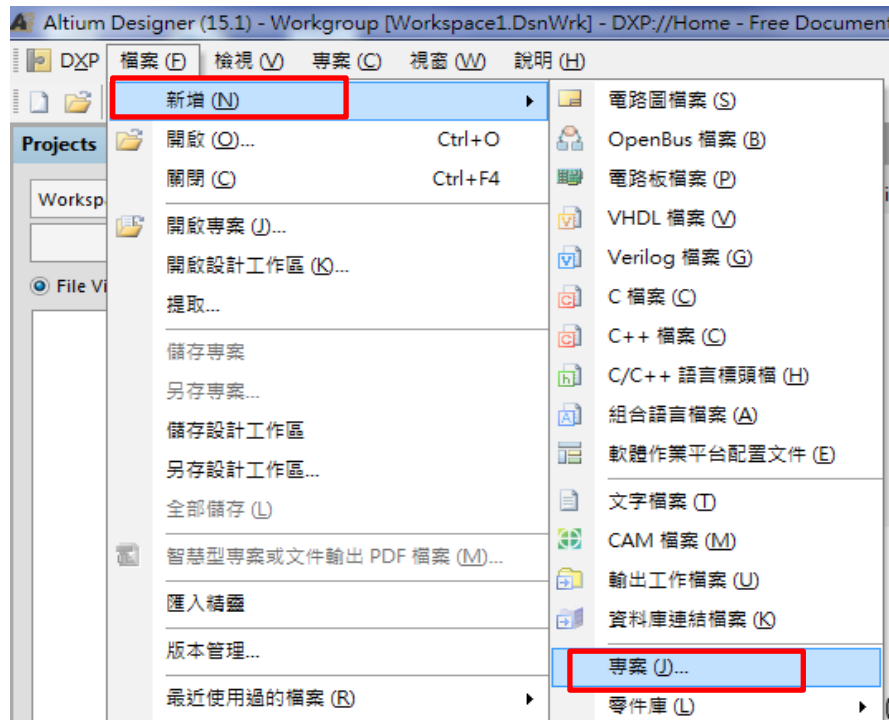 Altium Designer (15.1) - Workgroup [Workspace1.DsnWrk] - DXP://Home - Free Document
DXP 檔案 (F) 檢視 (V) 專案 (C) 視窗 (W) 說明 (H)
Projects
Worksp
File Vi
新增 (N)
開啟 (O)... Ctrl+O
關閉 (C) Ctrl+F4
開啟專案 (J)...
開啟設計工作區 (K)...
提取...
儲存專案
另存專案...
儲存設計工作區
另存設計工作區...
全部儲存 (L)
智慧型專案或文件輸出 PDF 檔案 (M)...
匯入精靈
版本管理...
最近使用過的檔案 (R)
電路圖檔案 (S)
OpenBus 檔案 (B)
電路板檔案 (P)
VHDL 檔案 (V)
Verilog 檔案 (G)
C 檔案 (C)
C++ 檔案 (C)
C/C++ 語言標頭檔 (H)
組合語言檔案 (A)
軟體作業平台配置文件 (E)
文字檔案 (T)
CAM 檔案 (M)
輸出工作檔案 (U)
資料庫連結檔案 (K)
專案 (J)...
零件庫 (L)